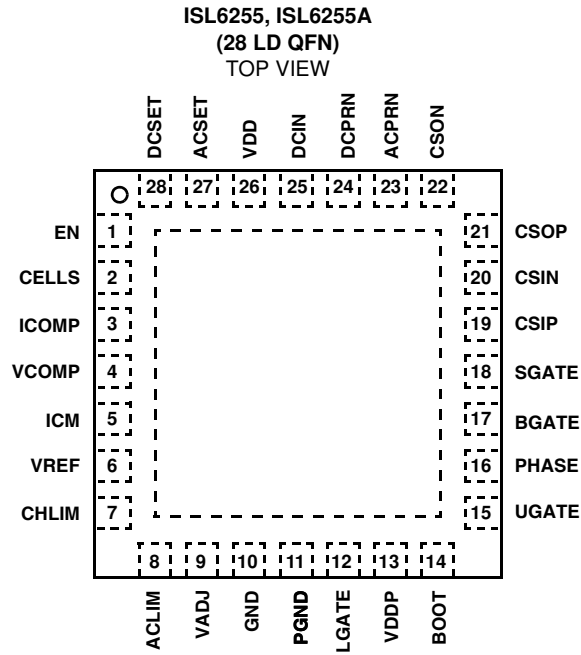 ISL6255, ISL6255A
(28 LD QFN)
TOP VIEW
DCSET
ACSET
VDD
DCIN
DCPRN
ACPRN
CSON
28
27
26
25
24
23
22
EN 1
CELLS 2
ICOMP 3
VCOMP 4
ICM 5
VREF 6
CHLIM 7
21 CSOP
20 CSIN
19 CSIP
18 SGATE
17 BGATE
16 PHASE
15 UGATE
8
9
10
11
12
13
14
ACLIM
VADJ
GND
PGND
LGATE
VDDP
BOOT